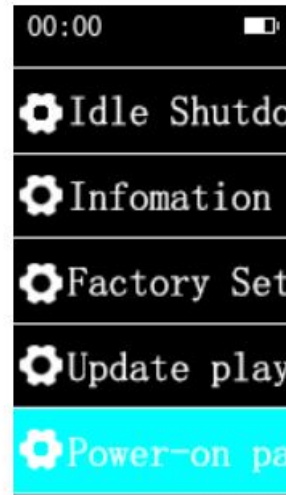 00:00
Idle Shutdo
Infomation
Factory Set
Update play
Power-on pa